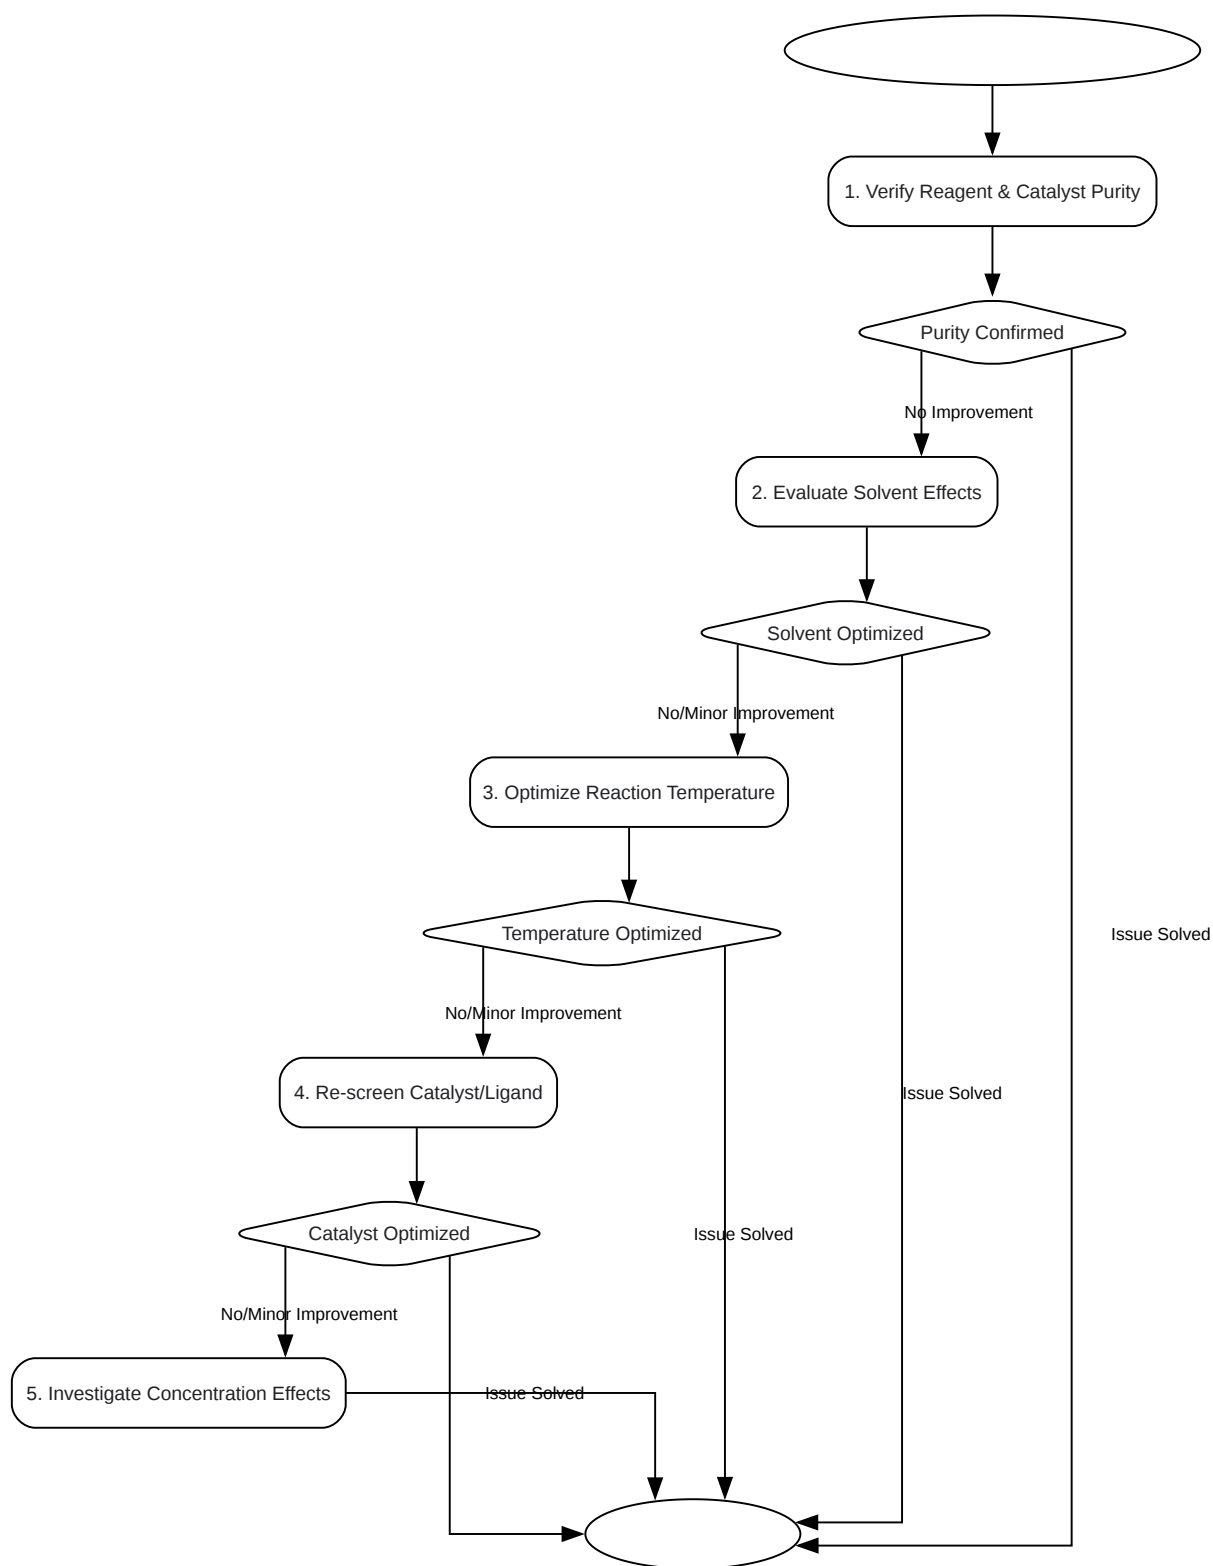 1. Verify Reagent & Catalyst Purity
Purity Confirmed
No Improvement
2. Evaluate Solvent Effects
Solvent Optimized
No/Minor Improvement
3. Optimize Reaction Temperature
Temperature Optimized
Issue Solved
No/Minor Improvement
4. Re-screen Catalyst/Ligand
Issue Solved
Catalyst Optimized
Issue Solved
No/Minor Improvement
5. Investigate Concentration Effects
Issue Solved